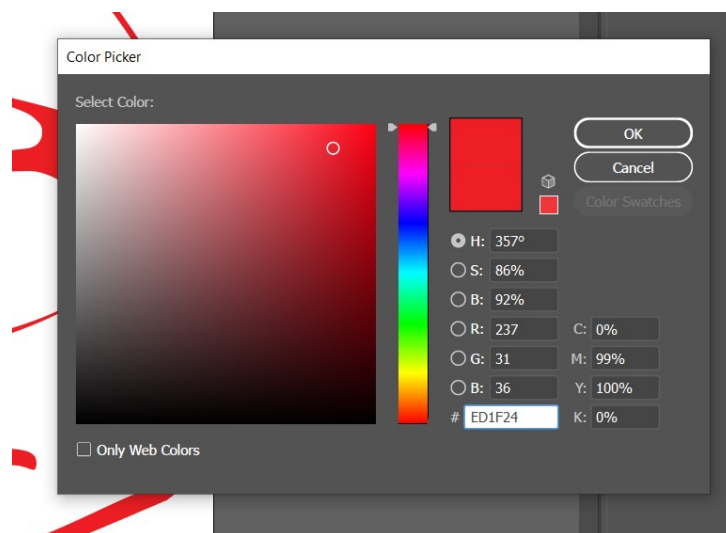 Color Picker
Select Color:
OK
Cancel
Color Swatches
H: 357°
S: 86%
B: 92%
R: 237 C: 0%
G: 31 M: 99%
B: 36 Y: 100%
# ED1F24 K: 0%
Only Web Colors